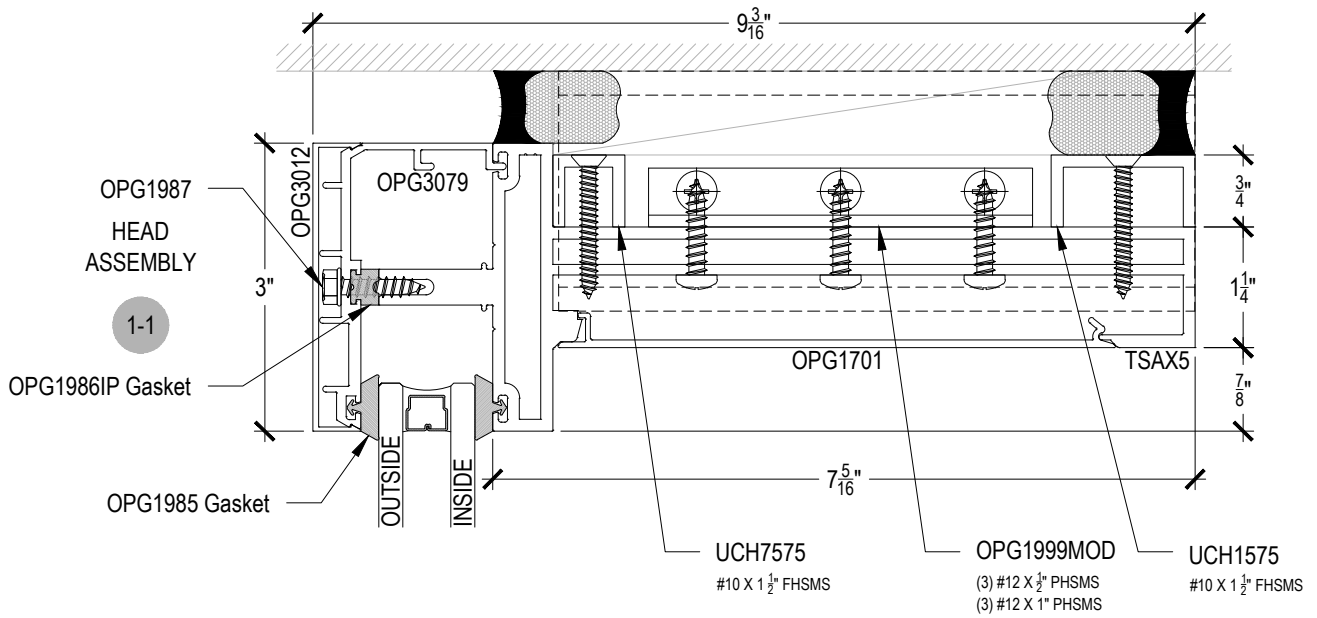 9 3/16"
OPG3012
OPG3079
OPG1987
HEAD
ASSEMBLY
3"
1-1
OPG1986IP Gasket
OPG1985 Gasket
OUTSIDE
INSIDE
3/4"
1 1/4"
OPG1701
TSAX5
7/8"
7 5/16"
UCH7575
#10 X 1 1/2" FHSMS
OPG1999MOD
(3) #12 X 1/2" PHSMS
(3) #12 X 1" PHSMS
UCH1575
#10 X 1 1/2" FHSMS